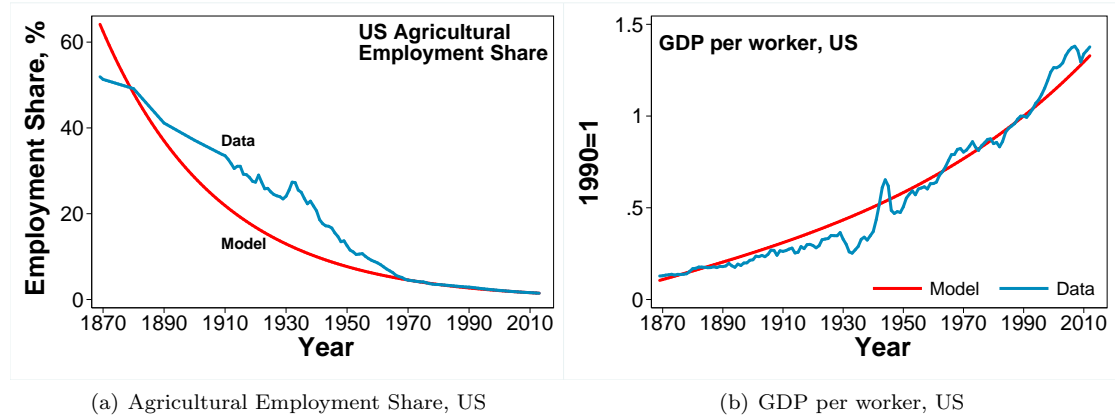 US Agricultural
Employment Share
Employment Share, %
60
40
20
0
Data
Model
1870 1890 1910 1930 1950 1970 1990 2010
Year
(a) Agricultural Employment Share, US
GDP per worker, US
1990=1
1.5
1
.5
0
Model Data
1870 1890 1910 1930 1950 1970 1990 2010
Year
(b) GDP per worker, US